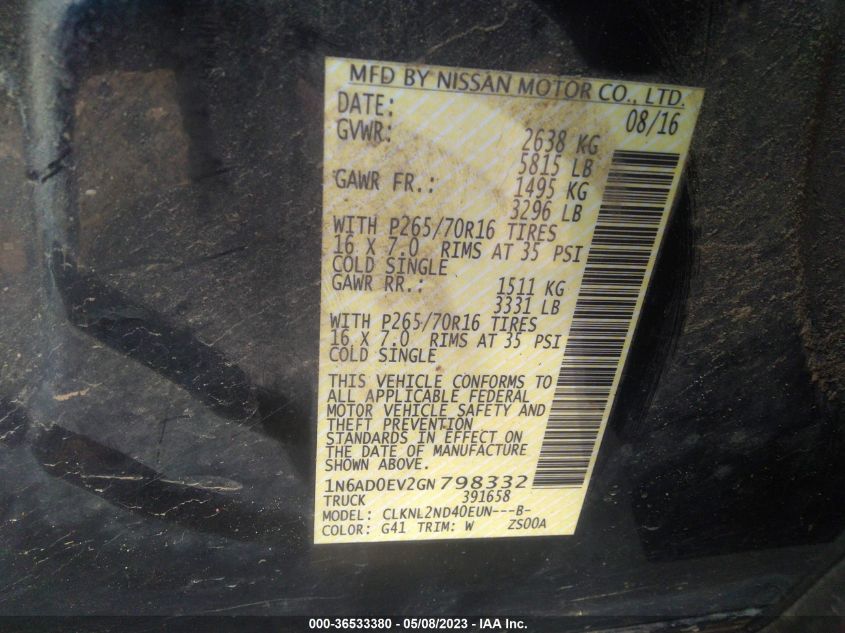 MFD BY NISSAN MOTOR CO., LTD.
DATE: 08/16
GVWR: 2638 KG
5815 LB
GAWR FR.: 1495 KG
3296 LB
WITH P265/70R16 TIRES
16 X 7.0 RIMS AT 35 PSI
COLD SINGLE
GAWR RR.: 1511 KG
3331 LB
WITH P265/70R16 TIRES
16 X 7.0 RIMS AT 35 PSI
COLD SINGLE
THIS VEHICLE CONFORMS TO
ALL APPLICABLE FEDERAL
MOTOR VEHICLE SAFETY AND
THEFT PREVENTION
STANDARDS IN EFFECT ON
THE DATE OF MANUFACTURE
SHOWN ABOVE.
1N6AD0EV2GN798332
TRUCK 391658
MODEL: CLKNL2ND40EUN---B-
COLOR: G41 TRIM: W ZS00A
000-36533380 - 05/08/2023 - IAA Inc.